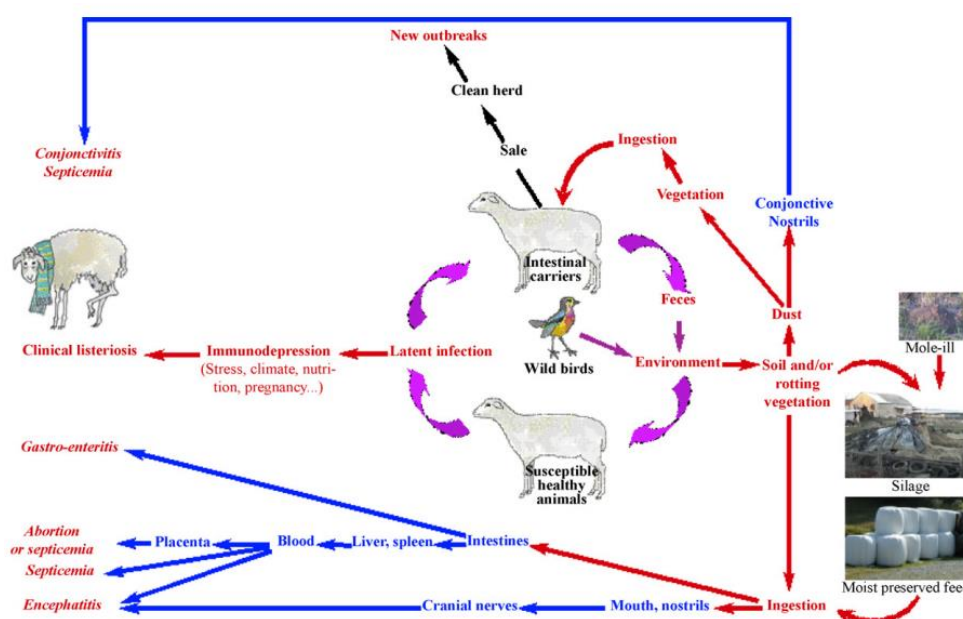 New outbreaks
Clean herd
Sale
Ingestion
Vegetation
Conjonctivitis
Septicemia
Conjonctive
Nostrils
Intestinal
carriers
Feces
Dust
Mole-ill
Clinical listeriosis
Immunodepression
(Stress, climate, nutri-
tion, pregnancy...)
Latent infection
Wild birds
Environment
Soil and/or
rotting
vegetation
Silage
Susceptible
healthy
animals
Gastro-enteritis
Abortion
or septicemia
Placenta
Blood
Liver, spleen
Intestines
Septicemia
Encephatitis
Cranial nerves
Mouth, nostrils
Ingestion
Moist preserved fee